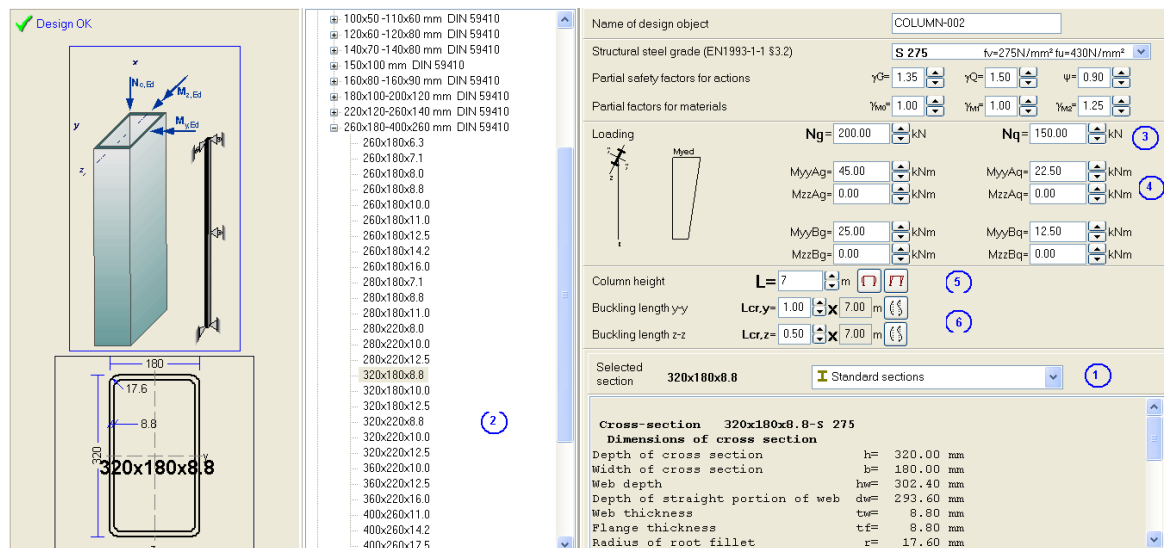 Design OK
x
Nc,Ed
Mz,Ed
My,Ed
y
z
180
17.6
8.8
320
y
320x180x8.8
100x50 -110x60 mm DIN 59410
120x60 -120x80 mm DIN 59410
140x70 -140x80 mm DIN 59410
150x100 mm DIN 59410
160x80 -160x90 mm DIN 59410
180x100-200x120 mm DIN 59410
220x120-260x140 mm DIN 59410
260x180-400x260 mm DIN 59410
260x180x6.3
260x180x7.1
260x180x8.0
260x180x8.8
260x180x10.0
260x180x11.0
260x180x12.5
260x180x14.2
260x180x16.0
280x180x7.1
280x180x8.8
280x180x11.0
280x220x8.0
280x220x10.0
280x220x12.5
320x180x8.8
320x180x10.0
320x180x12.5
320x220x8.8
320x220x10.0
320x220x12.5
360x220x10.0
360x220x12.5
360x220x16.0
400x260x11.0
400x260x14.2
400x260x17.5
2
Name of design object COLUMN-002
Structural steel grade (EN1993-1-1 §3.2) S 275 fv=275N/mm² fu=430N/mm²
Partial safety factors for actions γG= 1.35 γQ= 1.50 ψ= 0.90
Partial factors for materials γM0= 1.00 γM1= 1.00 γM2= 1.25
Loading Ng= 200.00 kN Nq= 150.00 kN 3
Myed
MyyAg= 45.00 kNm MyyAq= 22.50 kNm
MzzAg= 0.00 kNm MzzAq= 0.00 kNm 4
MyyBg= 25.00 kNm MyyBq= 12.50 kNm
MzzBg= 0.00 kNm MzzBq= 0.00 kNm
Column height L= 7 m 5
Buckling length y-y Lcr,y= 1.00 x 7.00 m
Buckling length z-z Lcr,z= 0.50 x 7.00 m
6
Selected section 320x180x8.8 Standard sections 1
Cross-section 320x180x8.8-S 275
Dimensions of cross section
Depth of cross section h= 320.00 mm
Width of cross section b= 180.00 mm
Web depth hw= 302.40 mm
Depth of straight portion of web dw= 293.60 mm
Web thickness tw= 8.80 mm
Flange thickness tf= 8.80 mm
Radius of root fillet r= 17.60 mm